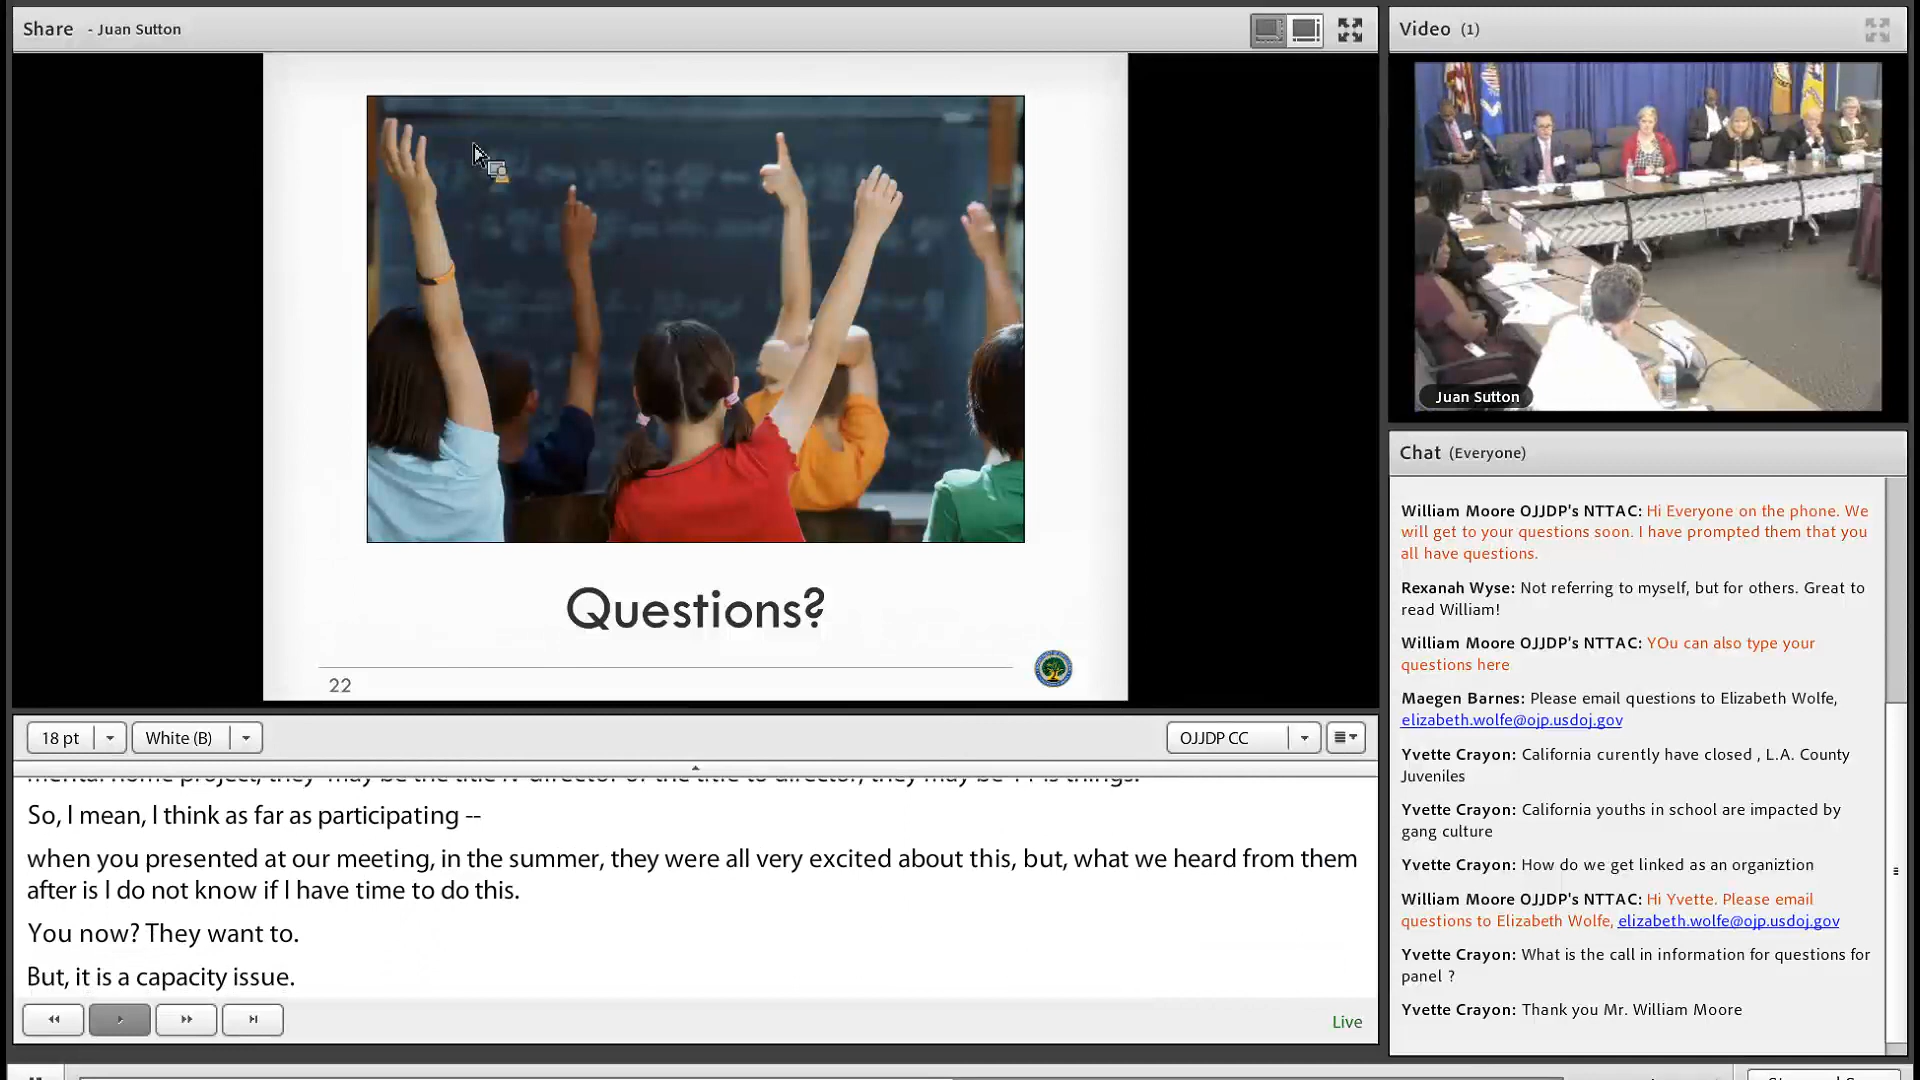 Share - Juan Sutton
Questions?
22
18 pt
White (B)
OJJDP CC
So, I mean, I think as far as participating --
when you presented at our meeting, in the summer, they were all very excited about this, but, what we heard from them
after is I do not know if I have time to do this.
You now? They want to.
But, it is a capacity issue.
Live
Video (1)
Juan Sutton
Chat (Everyone)
William Moore OJJDP's NTTAC: Hi Everyone on the phone. We
will get to your questions soon. I have prompted them that you
all have questions.
Rexanah Wyse: Not referring to myself, but for others. Great to
read William!
William Moore OJJDP's NTTAC: YOu can also type your
questions here
Maegen Barnes: Please email questions to Elizabeth Wolfe,
elizabeth.wolfe@ojp.usdoj.gov
Yvette Crayon: California curently have closed , L.A. County
Juveniles
Yvette Crayon: California youths in school are impacted by
gang culture
Yvette Crayon: How do we get linked as an organiztion
William Moore OJJDP's NTTAC: Hi Yvette. Please email
questions to Elizabeth Wolfe, elizabeth.wolfe@ojp.usdoj.gov
Yvette Crayon: What is the call in information for questions for
panel ?
Yvette Crayon: Thank you Mr. William Moore